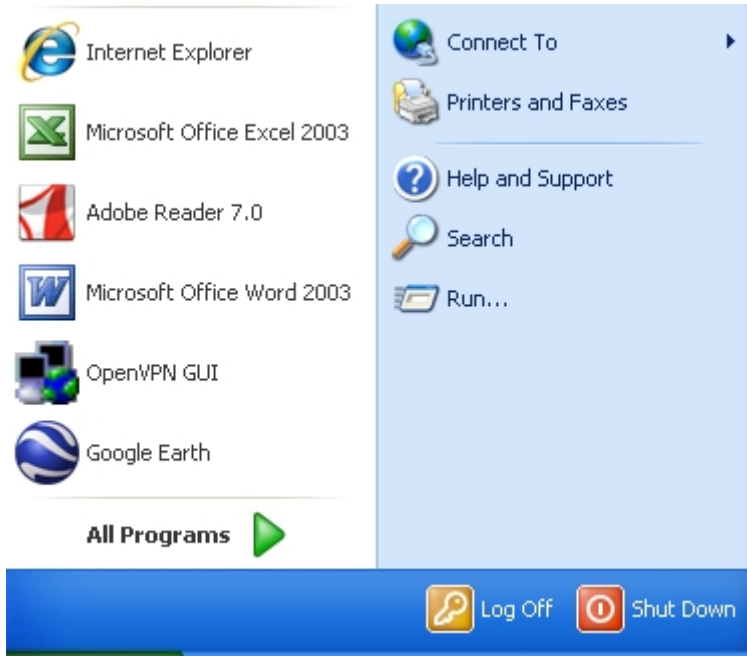 Internet Explorer
Microsoft Office Excel 2003
Adobe Reader 7.0
Microsoft Office Word 2003
OpenVPN GUI
Google Earth
All Programs
Connect To
Printers and Faxes
Help and Support
Search
Run...
Log Off
Shut Down